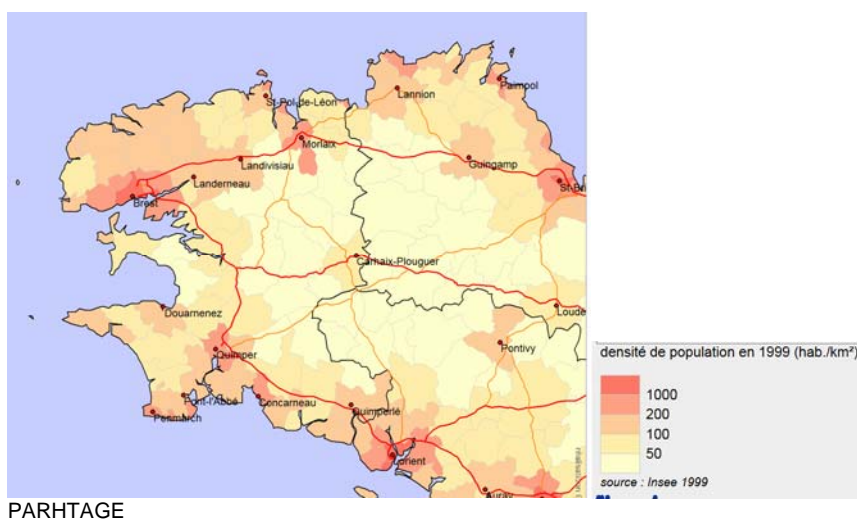 Paimpol
St-Pol-de-Léon
Lannion
Morlaix
Guingamp
Landivisiau
Landerneau
St-Bri
Brest
Carhaix-Plouguer
Douarnenez
Loude
Pontivy
Quimper
Pont-l'Abbé
Concarneau
Quimperlé
Penmarch
Lorient
Auray
densité de population en 1999 (hab./km²)
1000
200
100
50
source : Insee 1999
PARHTAGE